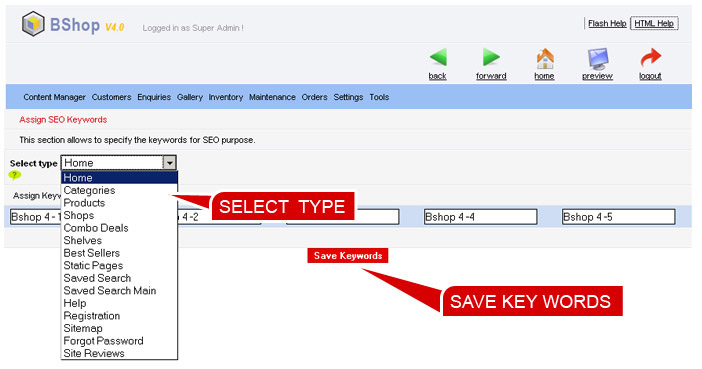 BShop V4.0 Logged in as Super Admin ! Flash Help HTML Help
back forward home preview logout
Content Manager Customers Enquiries Gallery Inventory Maintenance Orders Settings Tools
Assign SEO Keywords
This section allows to specify the keywords for SEO purpose.
Select type Home
?
Home
Categories
Products
Shops
Combo Deals
Shelves
Best Sellers
Static Pages
Saved Search
Saved Search Main
Help
Registration
Sitemap
Forgot Password
Site Reviews
SELECT TYPE
Assign Keyw
Bshop 4-1 4-2 Bshop 4-4 Bshop 4-5
Save Keywords
SAVE KEY WORDS